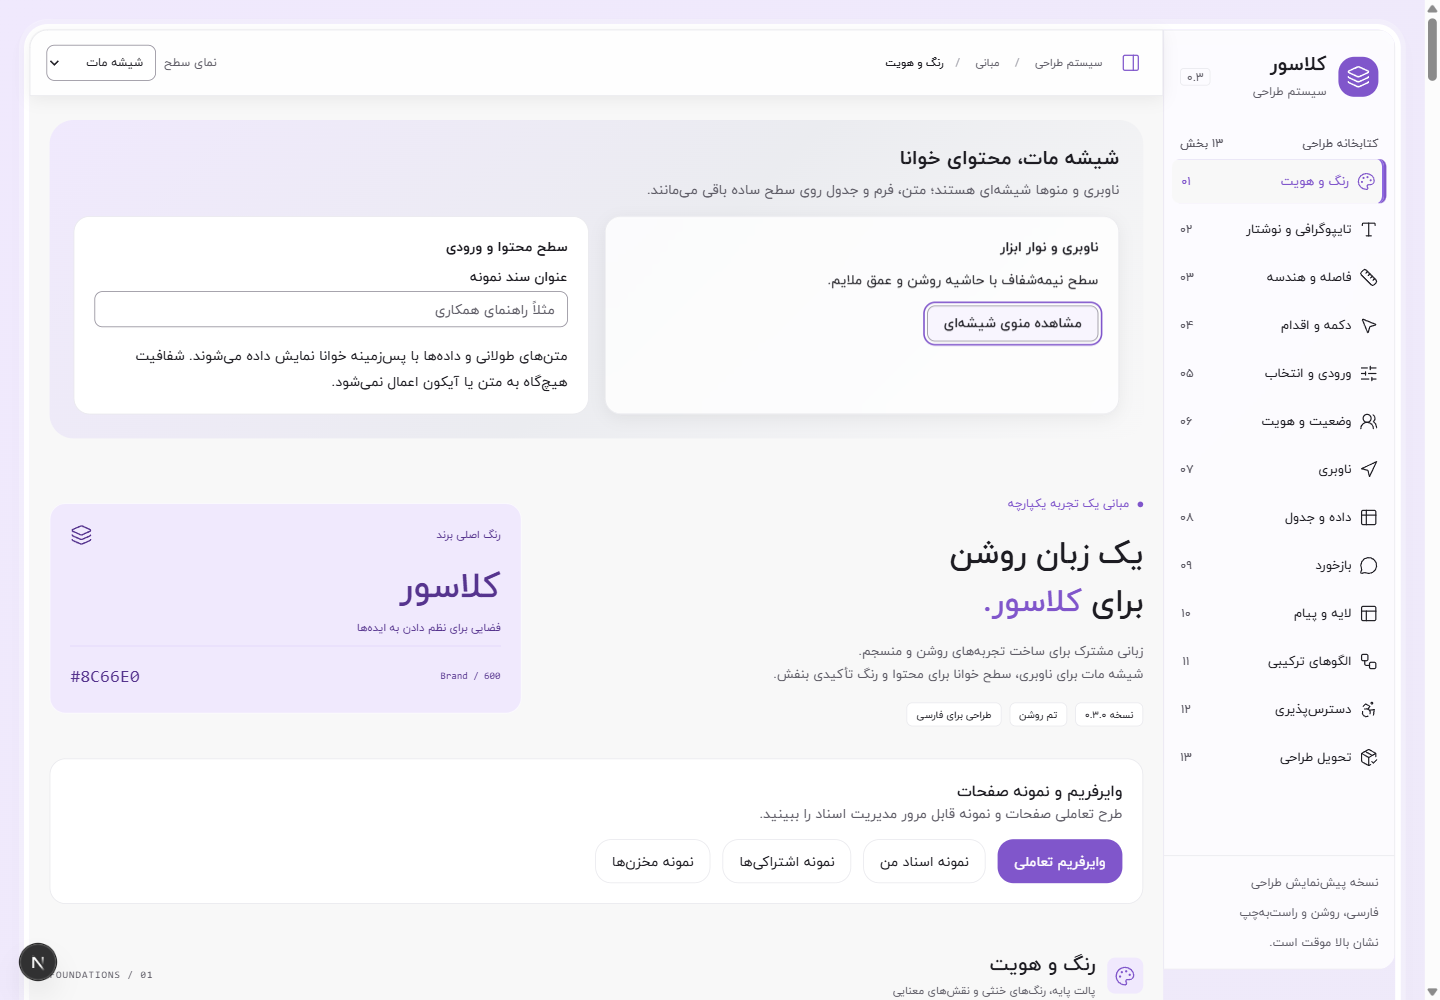 کلاسور
سیستم طراحی
۰.۳
کتابخانه طراحی
۱۳ بخش
رنگ و هویت
۰۱
تایپوگرافی و نوشتار
۰۲
فاصله و هندسه
۰۳
دکمه و اقدام
۰۴
ورودی و انتخاب
۰۵
وضعیت و هویت
۰۶
ناوبری
۰۷
داده و جدول
۰۸
بازخورد
۰۹
لایه و پیام
۱۰
الگوهای ترکیبی
۱۱
دسترس‌پذیری
۱۲
تحویل طراحی
۱۳
نسخه پیش‌نمایش طراحی
فارسی، روشن و راست‌به‌چپ
نشان بالا موقت است.
سیستم طراحی / مبانی / رنگ و هویت
نمای سطح
شیشه مات
شیشه مات، محتوای خوانا
ناوبری و منوها شیشه‌ای هستند؛ متن، فرم و جدول روی سطح ساده باقی می‌مانند.
ناوبری و نوار ابزار
سطح نیمه‌شفاف با حاشیه روشن و عمق ملایم.
مشاهده منوی شیشه‌ای
سطح محتوا و ورودی
عنوان سند نمونه
مثلاً راهنمای همکاری
متن‌های طولانی و داده‌ها با پس‌زمینه خوانا نمایش داده می‌شوند. شفافیت
هیچ‌گاه به متن یا آیکون اعمال نمی‌شود.
مبانی یک تجربه یکپارچه
یک زبان روشن
برای کلاسور.
زبانی مشترک برای ساخت تجربه‌های روشن و منسجم.
شیشه مات برای ناوبری، سطح خوانا برای محتوا و رنگ تأکیدی بنفش.
نسخه ۰.۳.۰
تم روشن
طراحی برای فارسی
رنگ اصلی برند
کلاسور
فضایی برای نظم دادن به ایده‌ها
Brand / 600
#8C66E0
وایرفریم و نمونه صفحات
طرح تعاملی صفحات و نمونه قابل مرور مدیریت اسناد را ببینید.
وایرفریم تعاملی
نمونه اسناد من
نمونه اشتراکی‌ها
نمونه مخزن‌ها
رنگ و هویت
پالت پایه، رنگ‌های خنثی و نقش‌های معنایی
OUNDATIONS / 01
N